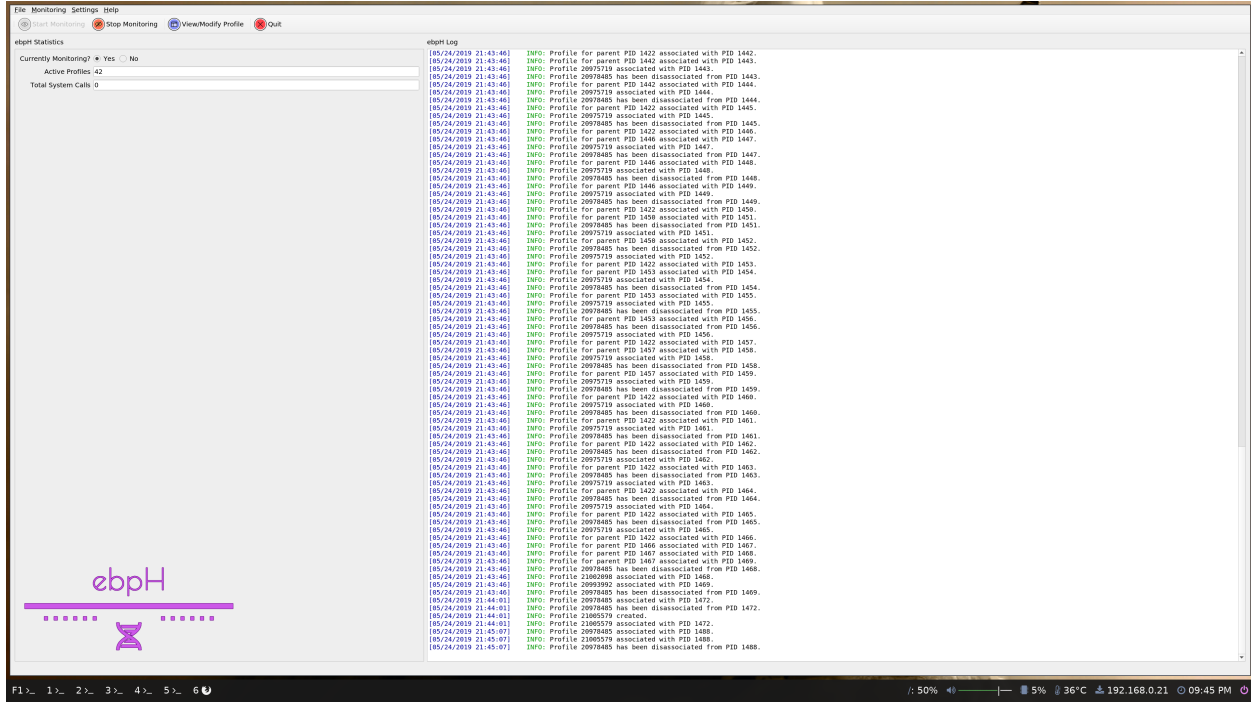 File Monitoring Settings Help
Start Monitoring Stop Monitoring View/Modify Profile Quit
ebpH Statistics
Currently Monitoring? Yes No
Active Profiles 42
Total System Calls 0
ebpH
ebpH Log
[05/24/2019 21:43:46] INFO: Profile for parent PID 1422 associated with PID 1442.
[05/24/2019 21:43:46] INFO: Profile for parent PID 1442 associated with PID 1443.
[05/24/2019 21:43:46] INFO: Profile 20975719 associated with PID 1443.
[05/24/2019 21:43:46] INFO: Profile 20978485 has been disassociated from PID 1443.
[05/24/2019 21:43:46] INFO: Profile for parent PID 1442 associated with PID 1444.
[05/24/2019 21:43:46] INFO: Profile 20975719 associated with PID 1444.
[05/24/2019 21:43:46] INFO: Profile 20978485 has been disassociated from PID 1444.
[05/24/2019 21:43:46] INFO: Profile for parent PID 1422 associated with PID 1445.
[05/24/2019 21:43:46] INFO: Profile 20975719 associated with PID 1445.
[05/24/2019 21:43:46] INFO: Profile 20978485 has been disassociated from PID 1445.
[05/24/2019 21:43:46] INFO: Profile for parent PID 1422 associated with PID 1446.
[05/24/2019 21:43:46] INFO: Profile for parent PID 1446 associated with PID 1447.
[05/24/2019 21:43:46] INFO: Profile 20975719 associated with PID 1447.
[05/24/2019 21:43:46] INFO: Profile 20978485 has been disassociated from PID 1447.
[05/24/2019 21:43:46] INFO: Profile for parent PID 1446 associated with PID 1448.
[05/24/2019 21:43:46] INFO: Profile 20975719 associated with PID 1448.
[05/24/2019 21:43:46] INFO: Profile 20978485 has been disassociated from PID 1448.
[05/24/2019 21:43:46] INFO: Profile for parent PID 1446 associated with PID 1449.
[05/24/2019 21:43:46] INFO: Profile 20975719 associated with PID 1449.
[05/24/2019 21:43:46] INFO: Profile 20978485 has been disassociated from PID 1449.
[05/24/2019 21:43:46] INFO: Profile for parent PID 1422 associated with PID 1450.
[05/24/2019 21:43:46] INFO: Profile for parent PID 1450 associated with PID 1451.
[05/24/2019 21:43:46] INFO: Profile 20978485 has been disassociated from PID 1451.
[05/24/2019 21:43:46] INFO: Profile 20975719 associated with PID 1451.
[05/24/2019 21:43:46] INFO: Profile for parent PID 1450 associated with PID 1452.
[05/24/2019 21:43:46] INFO: Profile 20978485 has been disassociated from PID 1452.
[05/24/2019 21:43:46] INFO: Profile 20975719 associated with PID 1452.
[05/24/2019 21:43:46] INFO: Profile for parent PID 1422 associated with PID 1453.
[05/24/2019 21:43:46] INFO: Profile for parent PID 1453 associated with PID 1454.
[05/24/2019 21:43:46] INFO: Profile 20975719 associated with PID 1454.
[05/24/2019 21:43:46] INFO: Profile 20978485 has been disassociated from PID 1454.
[05/24/2019 21:43:46] INFO: Profile for parent PID 1453 associated with PID 1455.
[05/24/2019 21:43:46] INFO: Profile 20975719 associated with PID 1455.
[05/24/2019 21:43:46] INFO: Profile 20978485 has been disassociated from PID 1455.
[05/24/2019 21:43:46] INFO: Profile for parent PID 1453 associated with PID 1456.
[05/24/2019 21:43:46] INFO: Profile 20978485 has been disassociated from PID 1456.
[05/24/2019 21:43:46] INFO: Profile 20975719 associated with PID 1456.
[05/24/2019 21:43:46] INFO: Profile for parent PID 1422 associated with PID 1457.
[05/24/2019 21:43:46] INFO: Profile for parent PID 1457 associated with PID 1458.
[05/24/2019 21:43:46] INFO: Profile 20975719 associated with PID 1458.
[05/24/2019 21:43:46] INFO: Profile 20978485 has been disassociated from PID 1458.
[05/24/2019 21:43:46] INFO: Profile for parent PID 1457 associated with PID 1459.
[05/24/2019 21:43:46] INFO: Profile 20975719 associated with PID 1459.
[05/24/2019 21:43:46] INFO: Profile 20978485 has been disassociated from PID 1459.
[05/24/2019 21:43:46] INFO: Profile for parent PID 1422 associated with PID 1460.
[05/24/2019 21:43:46] INFO: Profile 20975719 associated with PID 1460.
[05/24/2019 21:43:46] INFO: Profile 20978485 has been disassociated from PID 1460.
[05/24/2019 21:43:46] INFO: Profile for parent PID 1422 associated with PID 1461.
[05/24/2019 21:43:46] INFO: Profile 20975719 associated with PID 1461.
[05/24/2019 21:43:46] INFO: Profile 20978485 has been disassociated from PID 1461.
[05/24/2019 21:43:46] INFO: Profile for parent PID 1422 associated with PID 1462.
[05/24/2019 21:43:46] INFO: Profile 20978485 has been disassociated from PID 1462.
[05/24/2019 21:43:46] INFO: Profile 20975719 associated with PID 1462.
[05/24/2019 21:43:46] INFO: Profile for parent PID 1422 associated with PID 1463.
[05/24/2019 21:43:46] INFO: Profile 20978485 has been disassociated from PID 1463.
[05/24/2019 21:43:46] INFO: Profile 20975719 associated with PID 1463.
[05/24/2019 21:43:46] INFO: Profile for parent PID 1422 associated with PID 1464.
[05/24/2019 21:43:46] INFO: Profile 20978485 has been disassociated from PID 1464.
[05/24/2019 21:43:46] INFO: Profile 20975719 associated with PID 1464.
[05/24/2019 21:43:46] INFO: Profile for parent PID 1422 associated with PID 1465.
[05/24/2019 21:43:46] INFO: Profile 20978485 has been disassociated from PID 1465.
[05/24/2019 21:43:46] INFO: Profile 20975719 associated with PID 1465.
[05/24/2019 21:43:46] INFO: Profile for parent PID 1422 associated with PID 1466.
[05/24/2019 21:43:46] INFO: Profile for parent PID 1466 associated with PID 1467.
[05/24/2019 21:43:46] INFO: Profile for parent PID 1467 associated with PID 1468.
[05/24/2019 21:43:46] INFO: Profile for parent PID 1467 associated with PID 1469.
[05/24/2019 21:43:46] INFO: Profile 20978485 has been disassociated from PID 1468.
[05/24/2019 21:43:46] INFO: Profile 21002098 associated with PID 1468.
[05/24/2019 21:43:46] INFO: Profile 20993992 associated with PID 1469.
[05/24/2019 21:43:46] INFO: Profile 20978485 has been disassociated from PID 1469.
[05/24/2019 21:44:01] INFO: Profile 20978485 associated with PID 1472.
[05/24/2019 21:44:01] INFO: Profile 20978485 has been disassociated from PID 1472.
[05/24/2019 21:44:01] INFO: Profile 21005579 created.
[05/24/2019 21:44:01] INFO: Profile 21005579 associated with PID 1472.
[05/24/2019 21:45:07] INFO: Profile 20978485 associated with PID 1488.
[05/24/2019 21:45:07] INFO: Profile 21005579 associated with PID 1488.
[05/24/2019 21:45:07] INFO: Profile 20978485 has been disassociated from PID 1488.
F1 >_ 1 >_ 2 >_ 3 >_ 4 >_ 5 >_ 6 /: 50% 5% 36°C 192.168.0.21 09:45 PM